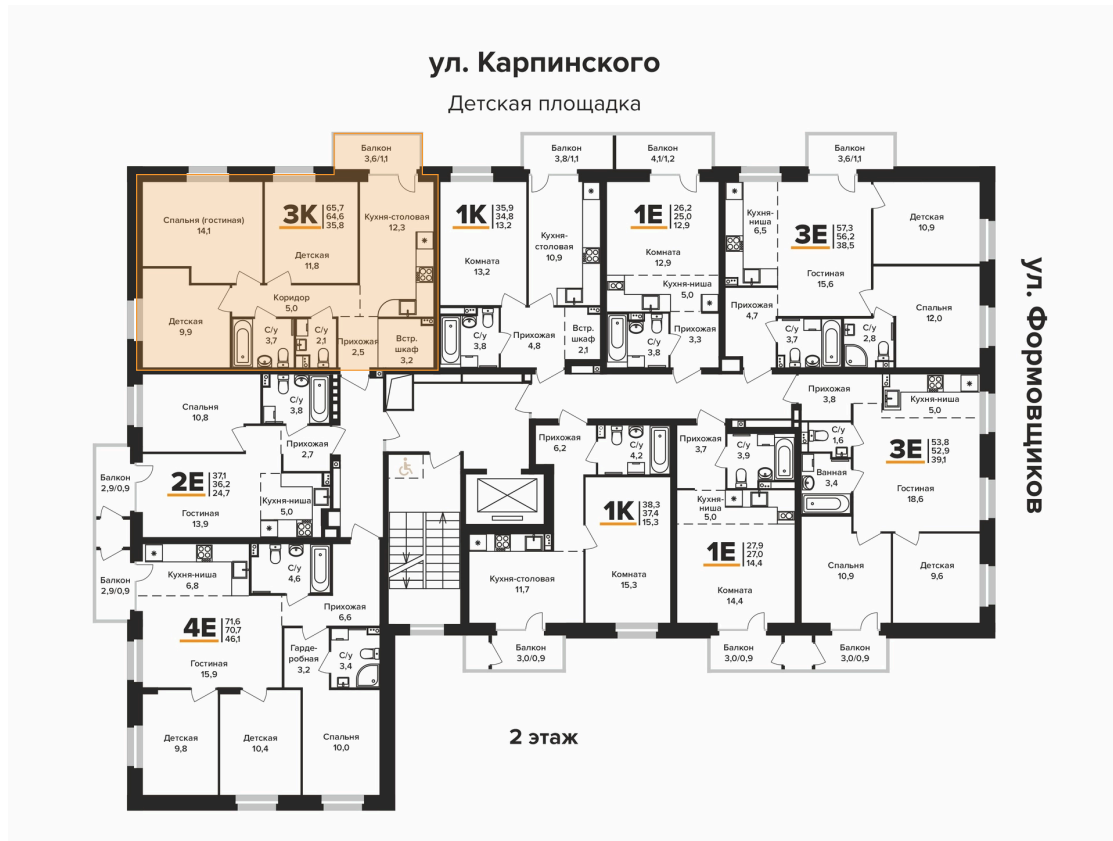 ул. Карпинского
Детская площадка
Балкон
3,6/1,1
Спальня (гостиная)
14,1
3К
65,7
64,6
35,8
Детская
11,8
Кухня-столовая
12,3
Коридор
5,0
Детская
9,9
С/у
3,7
С/у
2,1
Прихожая
2,5
Встр.
шкаф
3,2
1К
35,9
34,8
13,2
Комната
13,2
Балкон
3,8/1,1
Кухня-
столовая
10,9
С/у
3,8
Прихожая
4,8
Встр.
шкаф
2,1
Балкон
4,1/1,2
1Е
26,2
25,0
12,9
Комната
12,9
Кухня-ниша
5,0
С/у
3,8
Прихожая
3,3
Балкон
3,6/1,1
Кухня-
ниша
6,5
3Е
57,3
56,2
38,5
Гостиная
15,6
Детская
10,9
Спальня
12,0
Прихожая
4,7
С/у
3,7
С/у
2,8
ул. Формовщиков
Спальня
10,8
С/у
3,8
Прихожая
2,7
Балкон
2,9/0,9
2Е
37,1
36,2
24,7
Гостиная
13,9
Кухня-ниша
5,0
Балкон
2,9/0,9
Кухня-ниша
6,8
С/у
4,6
Прихожая
6,6
4Е
71,6
70,7
46,1
Гостиная
15,9
Гарде-
робная
3,2
С/у
3,4
Детская
9,8
Детская
10,4
Спальня
10,0
Прихожая
6,2
С/у
4,2
1К
38,3
37,4
15,3
Кухня-столовая
11,7
Комната
15,3
Балкон
3,0/0,9
Прихожая
3,7
С/у
3,9
Кухня-
ниша
5,0
1Е
27,9
27,0
14,4
Комната
14,4
Балкон
3,0/0,9
Прихожая
3,8
Кухня-ниша
5,0
С/у
1,6
Ванная
3,4
3Е
53,8
52,9
39,1
Гостиная
18,6
Спальня
10,9
Детская
9,6
Балкон
3,0/0,9
2 этаж